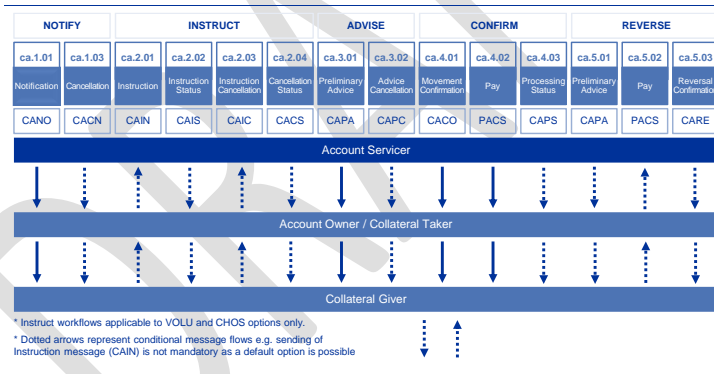 NOTIFY INSTRUCT ADVISE CONFIRM REVERSE
ca.1.01 ca.1.03 ca.2.01 ca.2.02 ca.2.03 ca.2.04 ca.3.01 ca.3.02 ca.4.01 ca.4.02 ca.4.03 ca.5.01 ca.5.02 ca.5.03
Notification Cancellation Instruction Instruction Status Instruction Cancellation Cancellation Status Preliminary Advice Advice Cancellation Movement Confirmation Pay Processing Status Preliminary Advice Pay Reversal Confirmation
CANO CACN CAIN CAIS CAIC CACS CAPA CAPC CACO PACS CAPS CAPA PACS CARE
Account Servicer
Account Owner / Collateral Taker
Collateral Giver
* Instruct workflows applicable to VOLU and CHOS options only.
* Dotted arrows represent conditional message flows e.g. sending of
Instruction message (CAIN) is not mandatory as a default option is possible